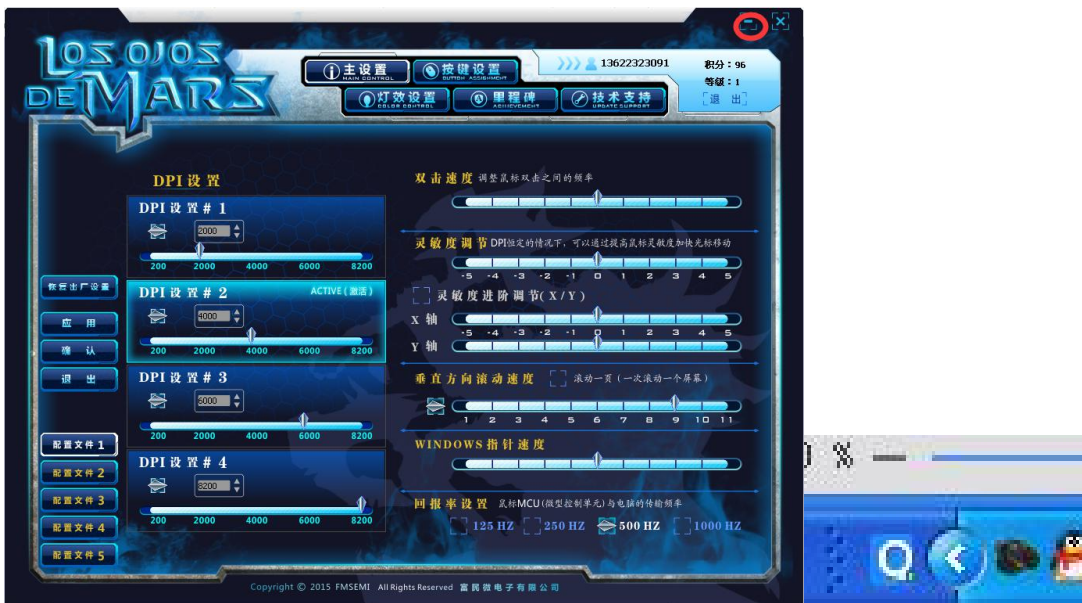 LOS OJOS
DE MARS
主设置
MAIN CONTROL
按键设置
BUTTON ASSIGNMENT
13622323091
积分：96
等级：1
退 出
灯效设置
COLOR CONTROL
里程碑
ACHIEVEMENT
技术支持
UPDATE SUPPORT
恢复出厂设置
应 用
确 认
退 出
配置文件 1
配置文件 2
配置文件 3
配置文件 4
配置文件 5
DPI 设 置
DPI 设 置 # 1
2000
200 2000 4000 6000 8200
DPI 设 置 # 2 ACTIVE ( 激活 )
4000
200 2000 4000 6000 8200
DPI 设 置 # 3
6000
200 2000 4000 6000 8200
DPI 设 置 # 4
8200
200 2000 4000 6000 8200
双 击 速 度 调整鼠标双击之间的频率
灵 敏 度 调 节 DPI恒定的情况下，可以通过提高鼠标灵敏度加快光标移动
-5 -4 -3 -2 -1 0 1 2 3 4 5
灵 敏 度 进 阶 调 节( X / Y )
X 轴
-5 -4 -3 -2 -1 0 1 2 3 4 5
Y 轴
垂 直 方 向 滚 动 速 度 滚动一页 ( 一次滚动一个屏幕 )
1 2 3 4 5 6 7 8 9 10 11
WINDOWS 指 针 速 度
回 报 率 设 置 鼠标MCU(微型控制单元)与电脑的传输频率
125 HZ 250 HZ 500 HZ 1000 HZ
Copyright © 2015 FMSEMI All Rights Reserved 富 民 微 电 子 有 限 公 司
%